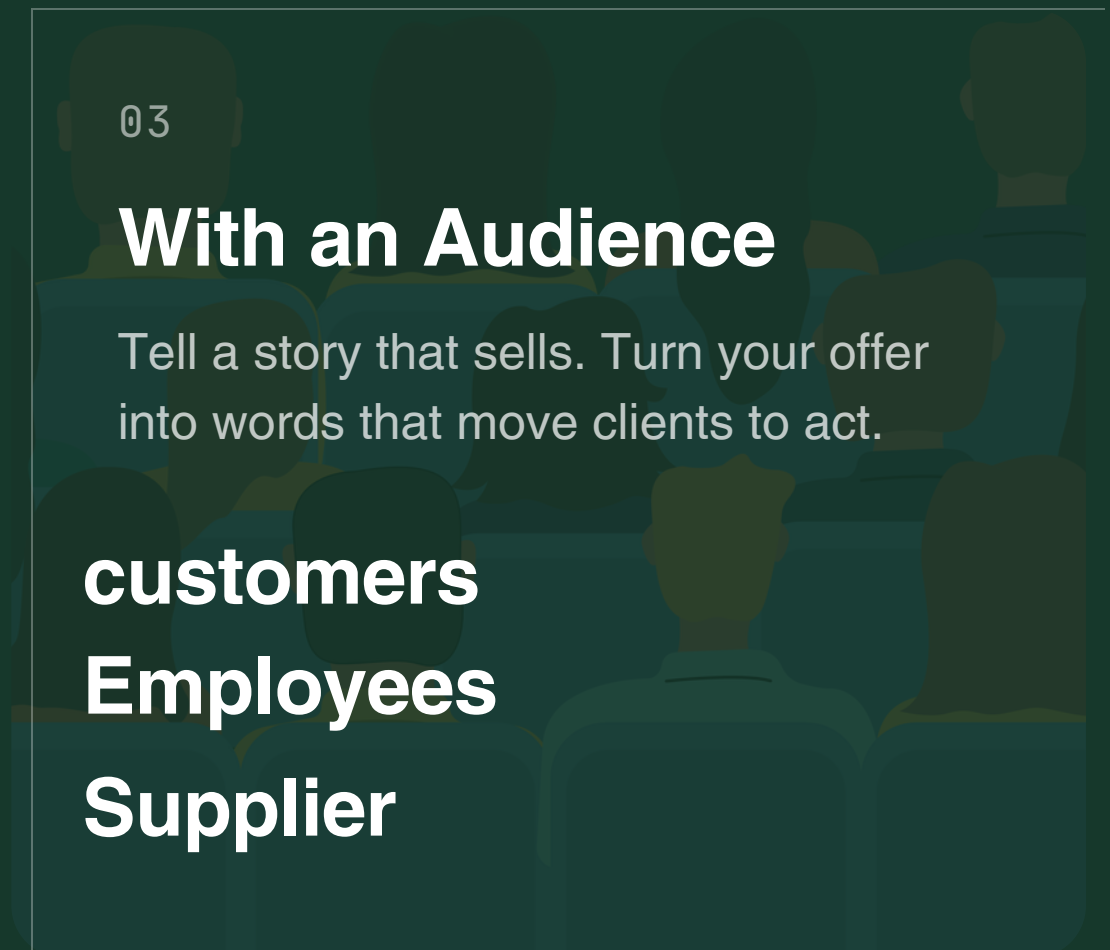 03
With an Audience
Tell a story that sells. Turn your offer
into words that move clients to act.
customers
Employees
Supplier